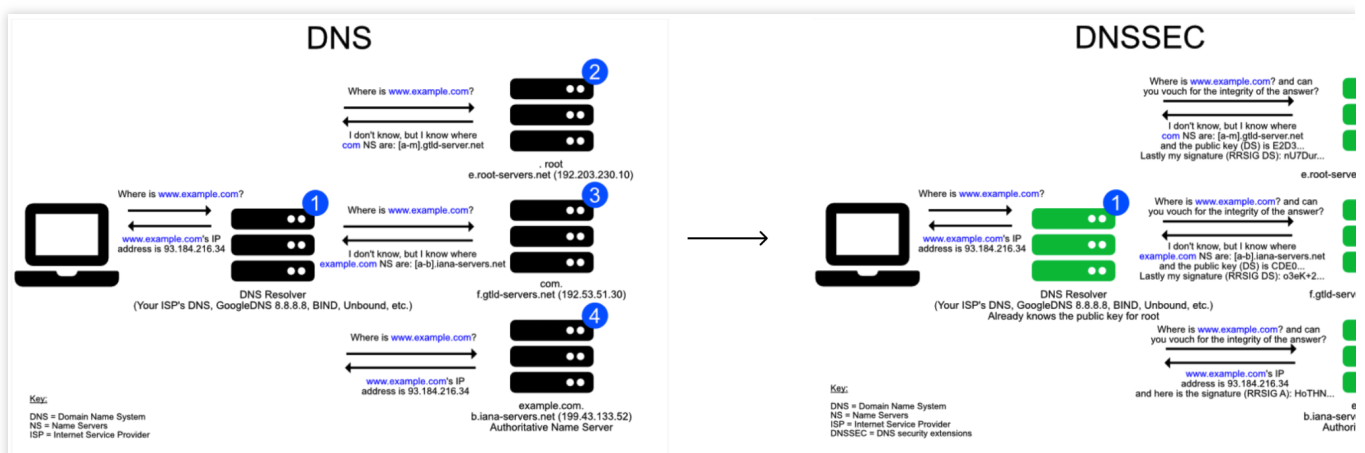 DNS
2
Where is www.example.com?
I don't know, but I know where
com NS are: [a-m].gtld-server.net
. root
e.root-servers.net (192.203.230.10)
Where is www.example.com?
1
www.example.com's IP
address is 93.184.216.34
DNS Resolver
(Your ISP's DNS, GoogleDNS 8.8.8.8, BIND, Unbound, etc.)
3
Where is www.example.com?
I don't know, but I know where
example.com NS are: [a-b].iana-servers.net
com.
f.gtld-servers.net (192.53.51.30)
4
Where is www.example.com?
www.example.com's IP
address is 93.184.216.34
example.com.
b.iana-servers.net (199.43.133.52)
Authoritative Name Server
Key:
DNS = Domain Name System
NS = Name Servers
ISP = Internet Service Provider
DNSSEC
Where is www.example.com? and can
you vouch for the integrity of the answer?
I don't know, but I know where
com NS are: [a-m].gtld-server.net
and the public key (DS) is E2D3...
Lastly my signature (RRSIG DS): nU7Dur...
e.root-serve
Where is www.example.com?
1
www.example.com's IP
address is 93.184.216.34
DNS Resolver
(Your ISP's DNS, GoogleDNS 8.8.8.8, BIND, Unbound, etc.)
Already knows the public key for root
Where is www.example.com? and can
you vouch for the integrity of the answer?
I don't know, but I know where
example.com NS are: [a-b].iana-servers.net
and the public key (DS) is CDE0...
Lastly my signature (RRSIG DS): o3eK+2...
f.gtld-serv
Where is www.example.com? and can
you vouch for the integrity of the answer?
www.example.com's IP
address is 93.184.216.34
and here is the signature (RRSIG A): HoTHN...
e
b.iana-serv
Authori
Key:
DNS = Domain Name System
NS = Name Servers
ISP = Internet Service Provider
DNSSEC = DNS security extensions